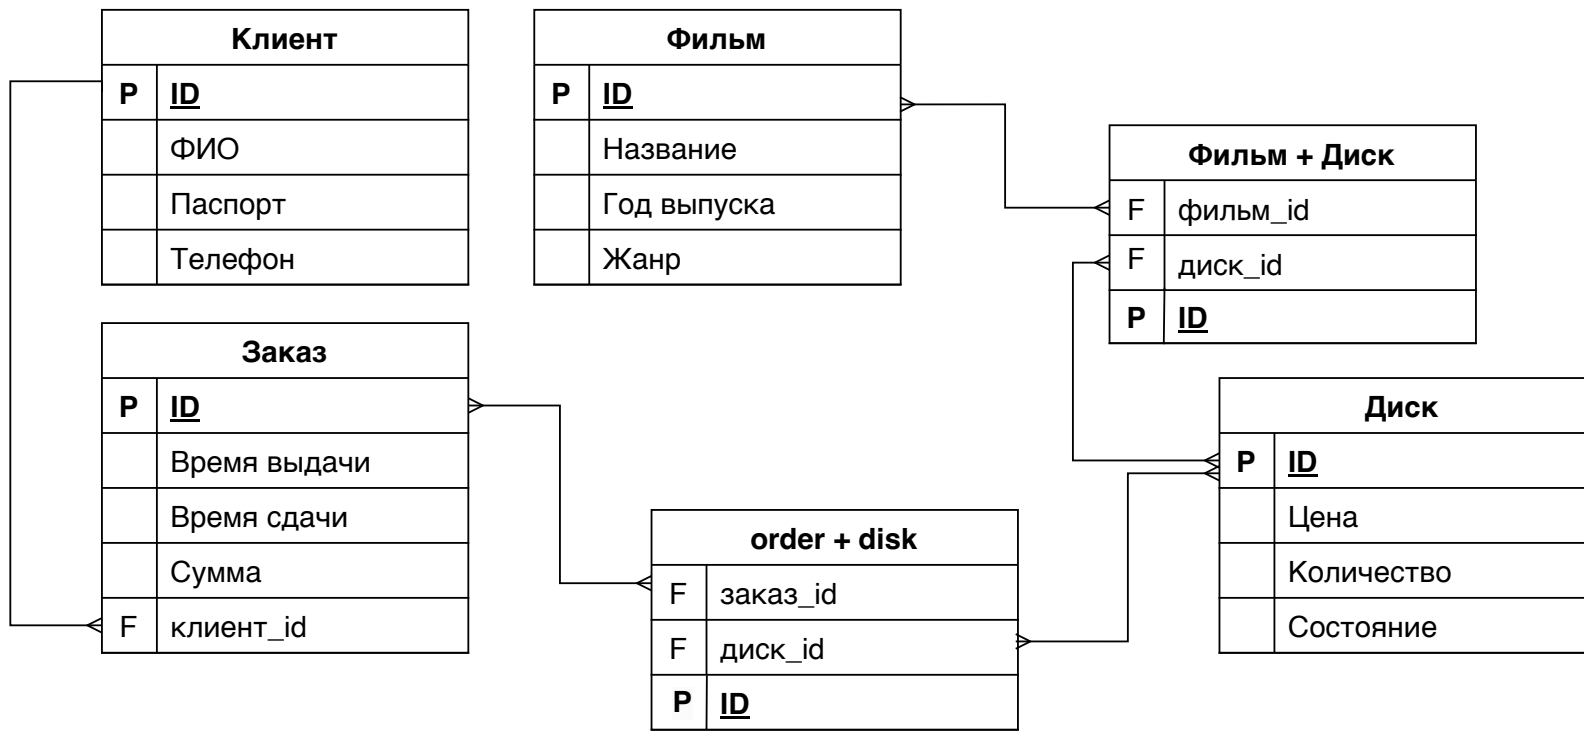 Клиент
P ID
ФИО
Паспорт
Телефон
Фильм
P ID
Название
Год выпуска
Жанр
Фильм + Диск
F фильм_id
F диск_id
P ID
Заказ
P ID
Время выдачи
Время сдачи
Сумма
F клиент_id
order + disk
F заказ_id
F диск_id
P ID
Диск
P ID
Цена
Количество
Состояние